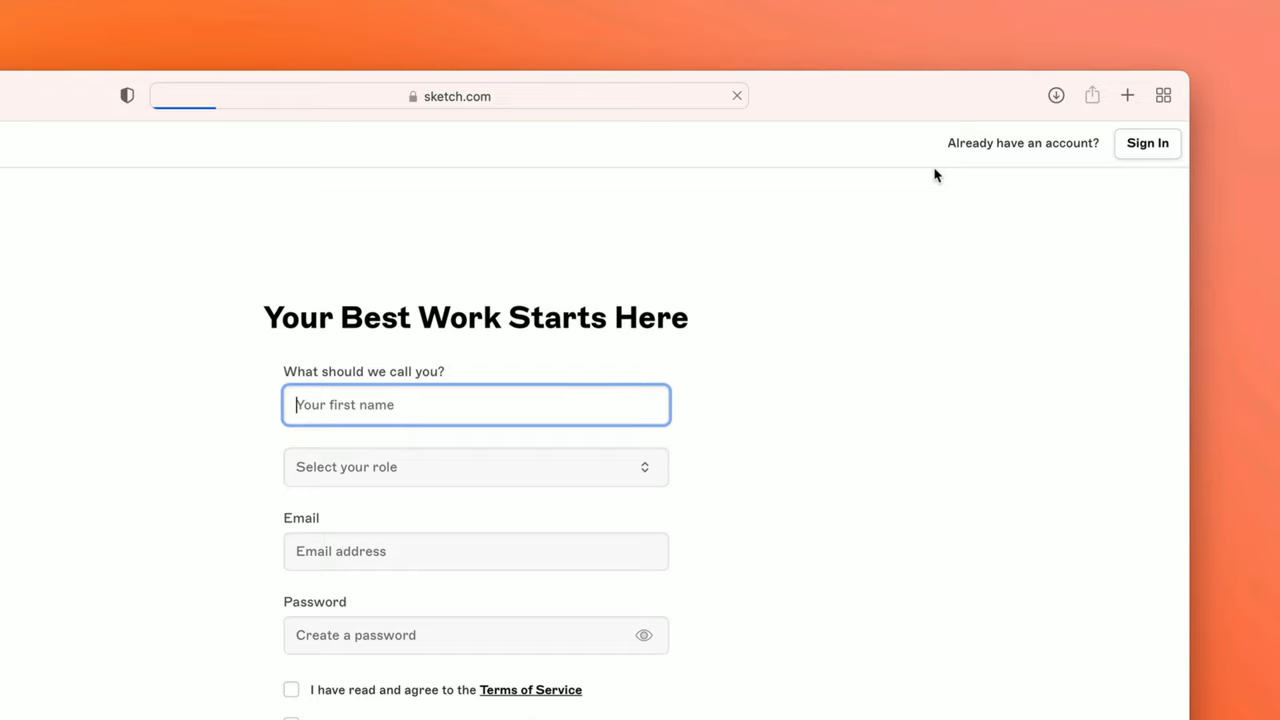 sketch.com
Already have an account? Sign In
Your Best Work Starts Here
What should we call you?
Your first name
Select your role
Email
Email address
Password
Create a password
I have read and agree to the Terms of Service